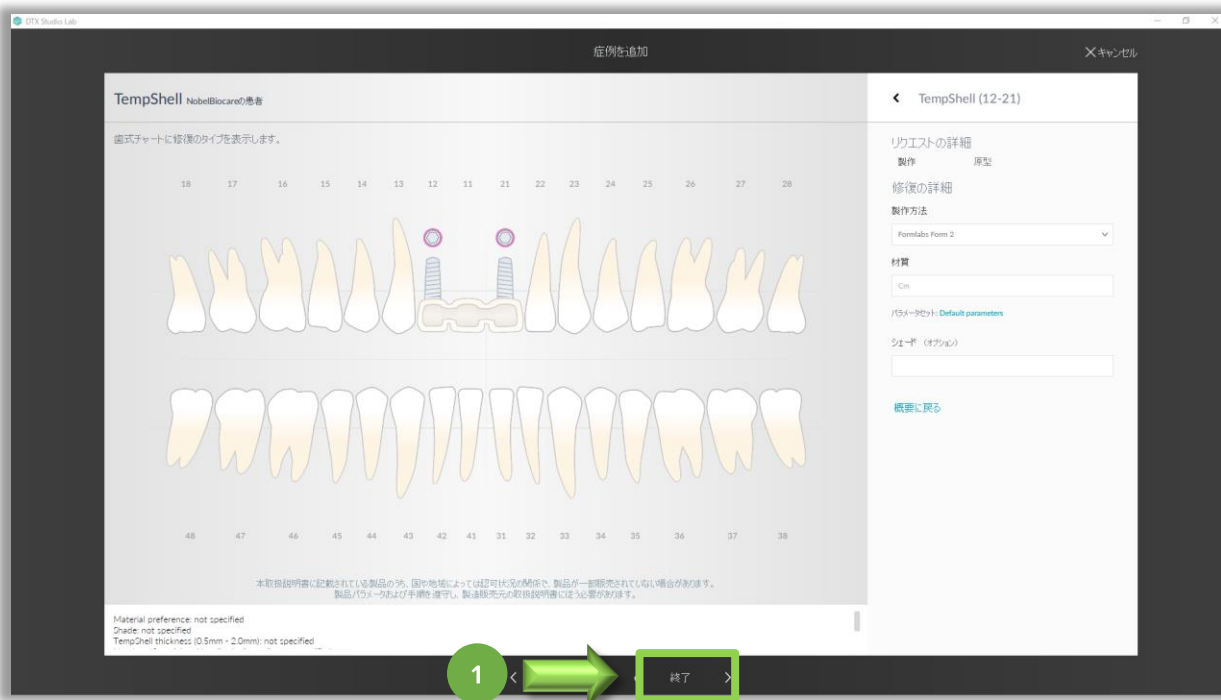 DTX Studio Lab
症例を追加
キャンセル
TempShell NobelBiocareの患者
歯式チャートに修復のタイプを表示します。
18 17 16 15 14 13 12 11 21 22 23 24 25 26 27 28
48 47 46 45 44 43 42 41 31 32 33 34 35 36 37 38
本取扱説明書に記載されている製品のうち、国や地域によっては認可状況の関係で、製品が一部販売されていない場合があります。
製品パラメータおよび手順を遵守し、製造販売元の取扱説明書に従う必要があります。
Material preference: not specified
Shade: not specified
TempShell thickness (0.5mm - 2.0mm): not specified
TempShell (12-21)
リクエストの詳細
製作 原型
修復の詳細
製作方法
Formlabs Form 2
材質
Cm
パラメータセット: Default parameters
シェード (オプション)
概要に戻る
1
終了